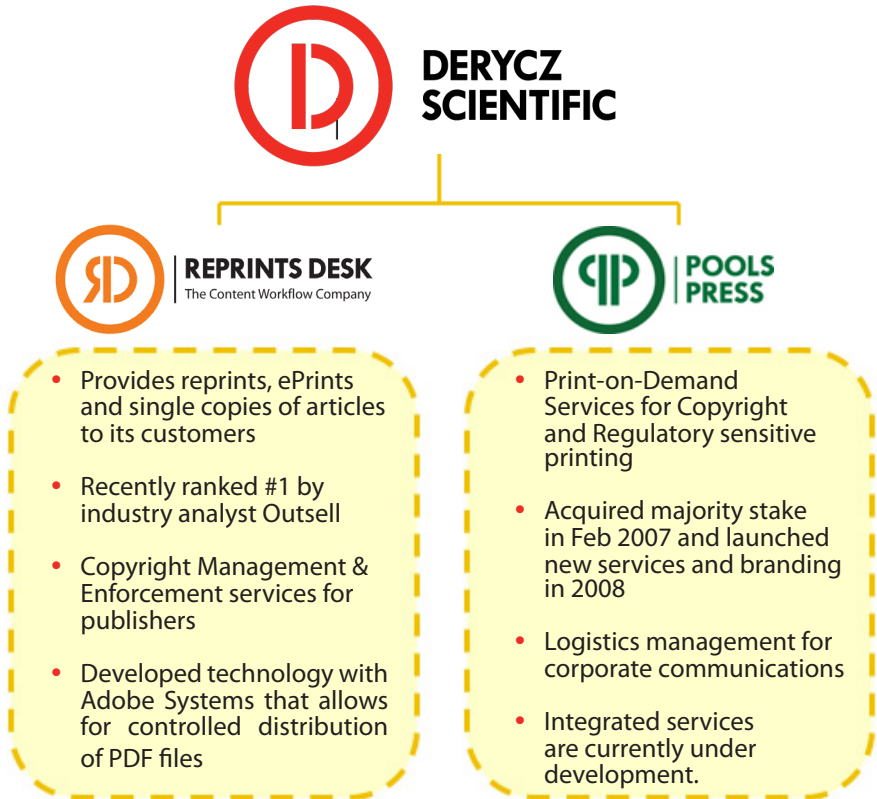 DERYCZ
SCIENTIFIC
REPRINTS DESK
The Content Workflow Company
• Provides reprints, ePrints
and single copies of articles
to its customers
• Recently ranked #1 by
industry analyst Outsell
• Copyright Management &
Enforcement services for
publishers
• Developed technology with
Adobe Systems that allows
for controlled distribution
of PDF files
POOLS
PRESS
• Print-on-Demand
Services for Copyright
and Regulatory sensitive
printing
• Acquired majority stake
in Feb 2007 and launched
new services and branding
in 2008
• Logistics management for
corporate communications
• Integrated services
are currently under
development.